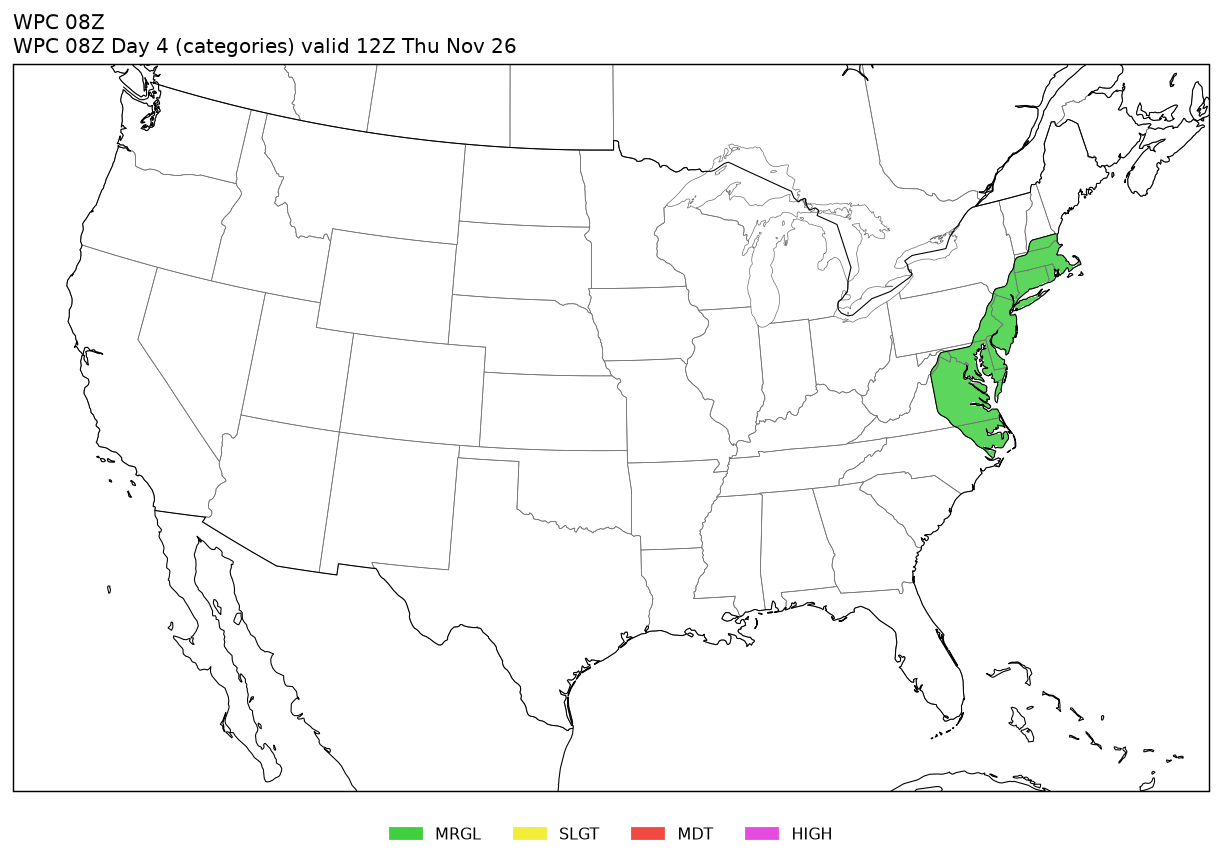 WPC 08Z
WPC 08Z Day 4 (categories) valid 12Z Thu Nov 26
MRGL SLGT MDT HIGH